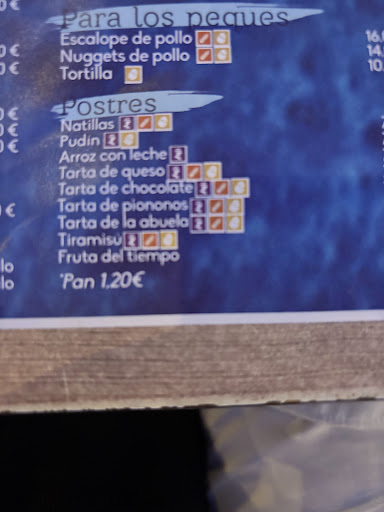 Para los peques
Escalope de pollo
Nuggets de pollo
Tortilla
Postres
Natillas
Pudín
Arroz con leche
Tarta de queso
Tarta de chocolate
Tarta de piononos
Tarta de la abuela
Tiramisú
Fruta del tiempo
*Pan 1,20€